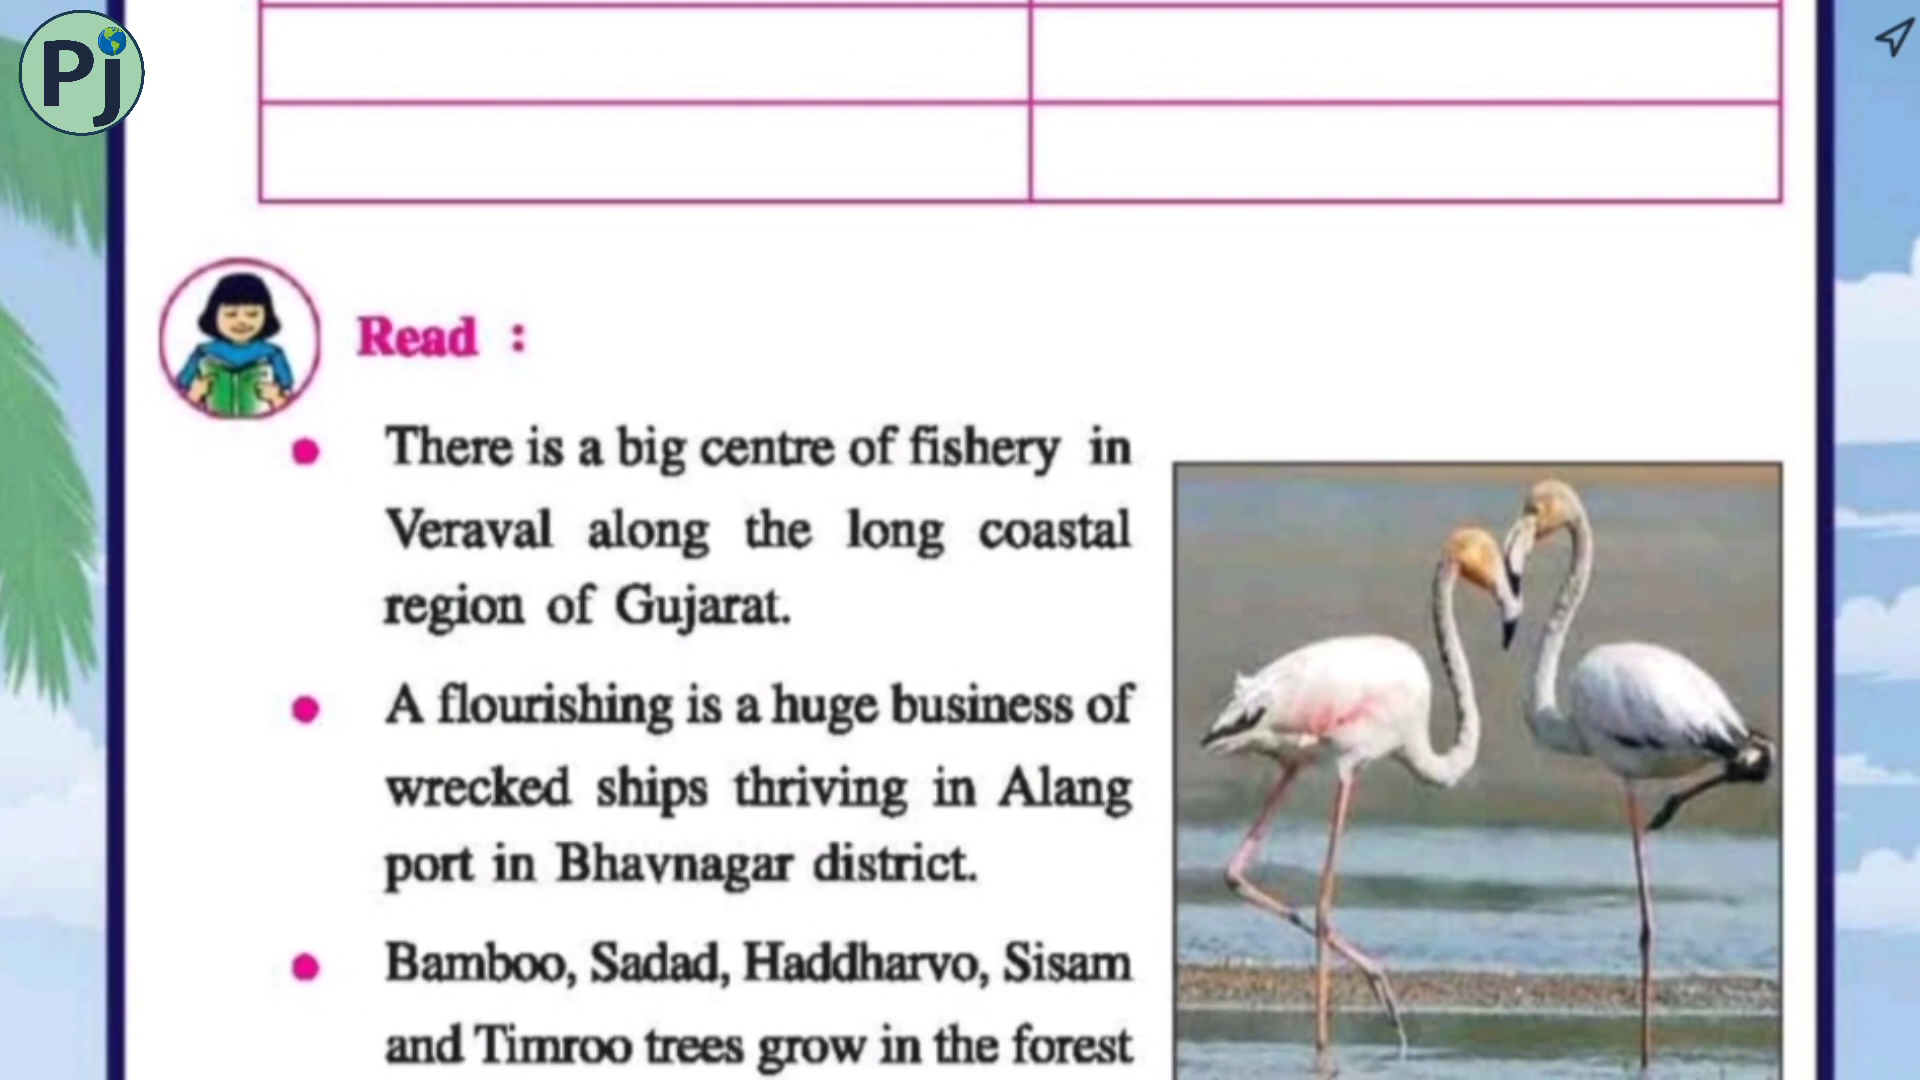 Pj
Read :
There is a big centre of fishery in
Veraval along the long coastal
region of Gujarat.
A flourishing is a huge business of
wrecked ships thriving in Alang
port in Bhavnagar district.
Bamboo, Sadad, Haddharvo, Sisam
and Timroo trees grow in the forest